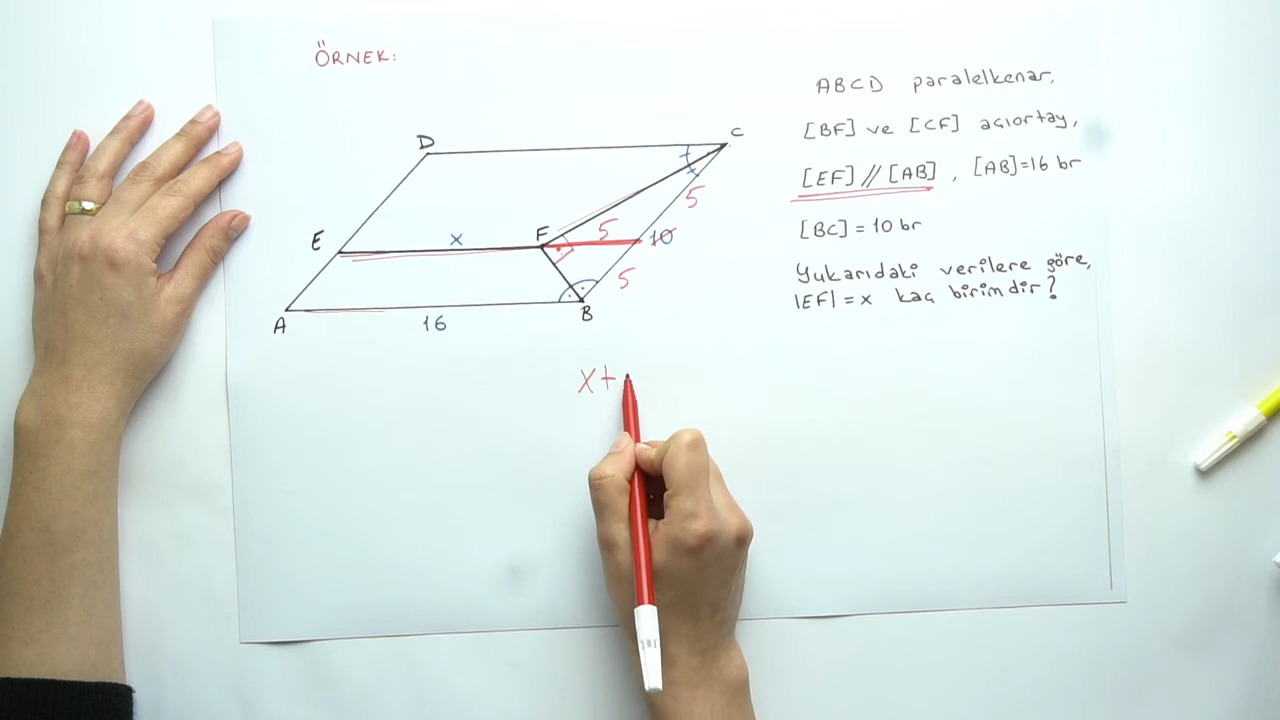 ÖRNEK:
ABCD paralelkenar,
[BF] ve [CF] açıortay,
[EF] // [AB] , [AB]=16 br
[BC] = 10 br
Yukarıdaki verilere göre,
|EF| = x kaç birimdir?
D
C
5
E
x
F
5
10
5
A
16
B
x+